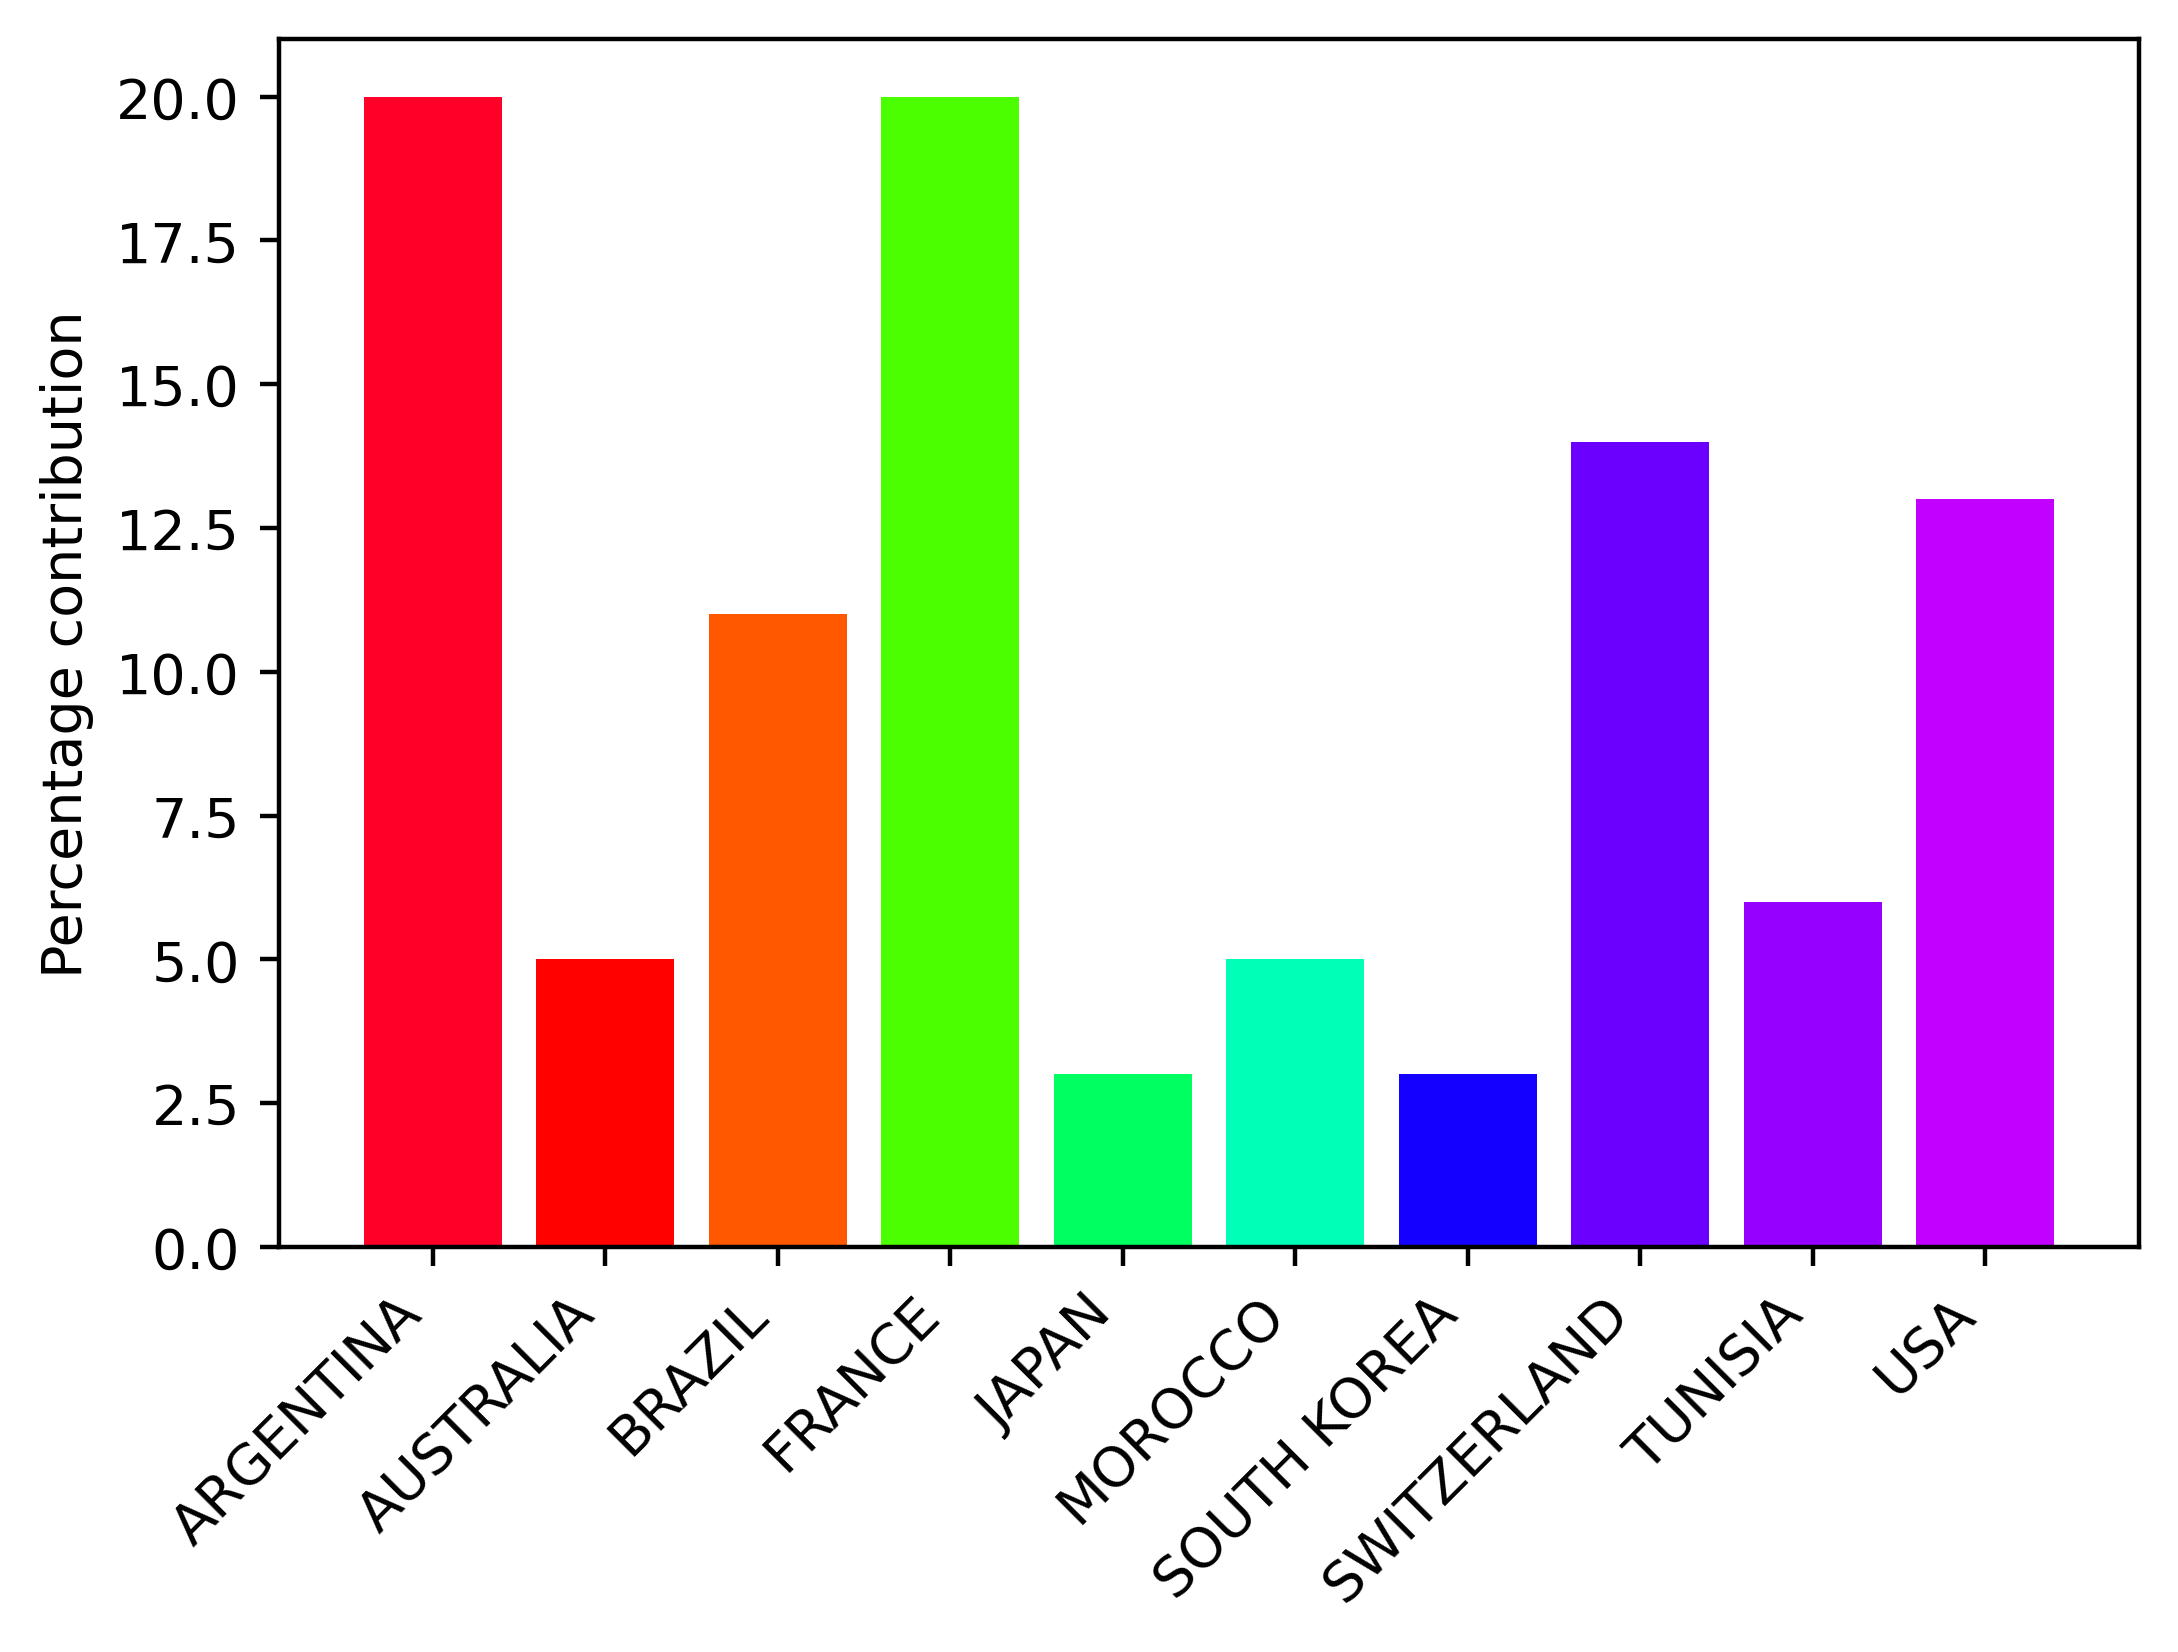 Percentage contribution
20.0
17.5
15.0
12.5
10.0
7.5
5.0
2.5
0.0
ARGENTINA
AUSTRALIA
BRAZIL
FRANCE
JAPAN
MOROCCO
SOUTH KOREA
SWITZERLAND
TUNISIA
USA